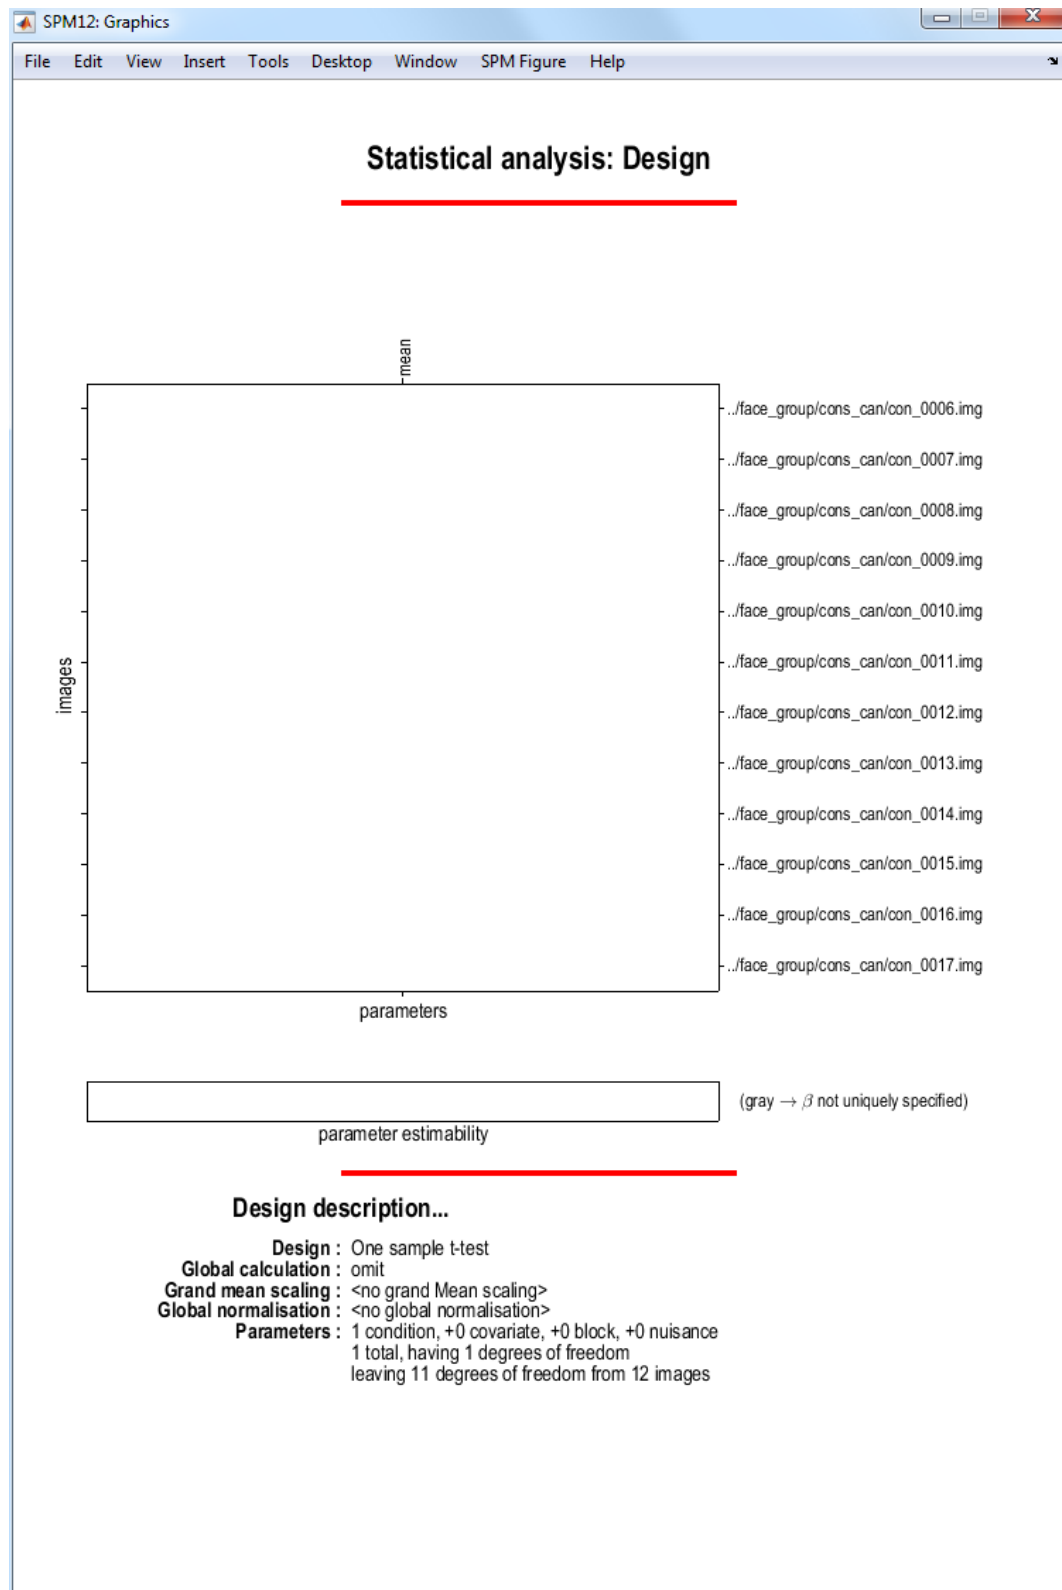 SPM12: Graphics
File Edit View Insert Tools Desktop Window SPM Figure Help
Statistical analysis: Design
mean
images
../face_group/cons_can/con_0006.img
../face_group/cons_can/con_0007.img
../face_group/cons_can/con_0008.img
../face_group/cons_can/con_0009.img
../face_group/cons_can/con_0010.img
../face_group/cons_can/con_0011.img
../face_group/cons_can/con_0012.img
../face_group/cons_can/con_0013.img
../face_group/cons_can/con_0014.img
../face_group/cons_can/con_0015.img
../face_group/cons_can/con_0016.img
../face_group/cons_can/con_0017.img
parameters
(gray → β not uniquely specified)
parameter estimability
Design description...
Design : One sample t-test
Global calculation : omit
Grand mean scaling : <no grand Mean scaling>
Global normalisation : <no global normalisation>
Parameters : 1 condition, +0 covariate, +0 block, +0 nuisance
1 total, having 1 degrees of freedom
leaving 11 degrees of freedom from 12 images